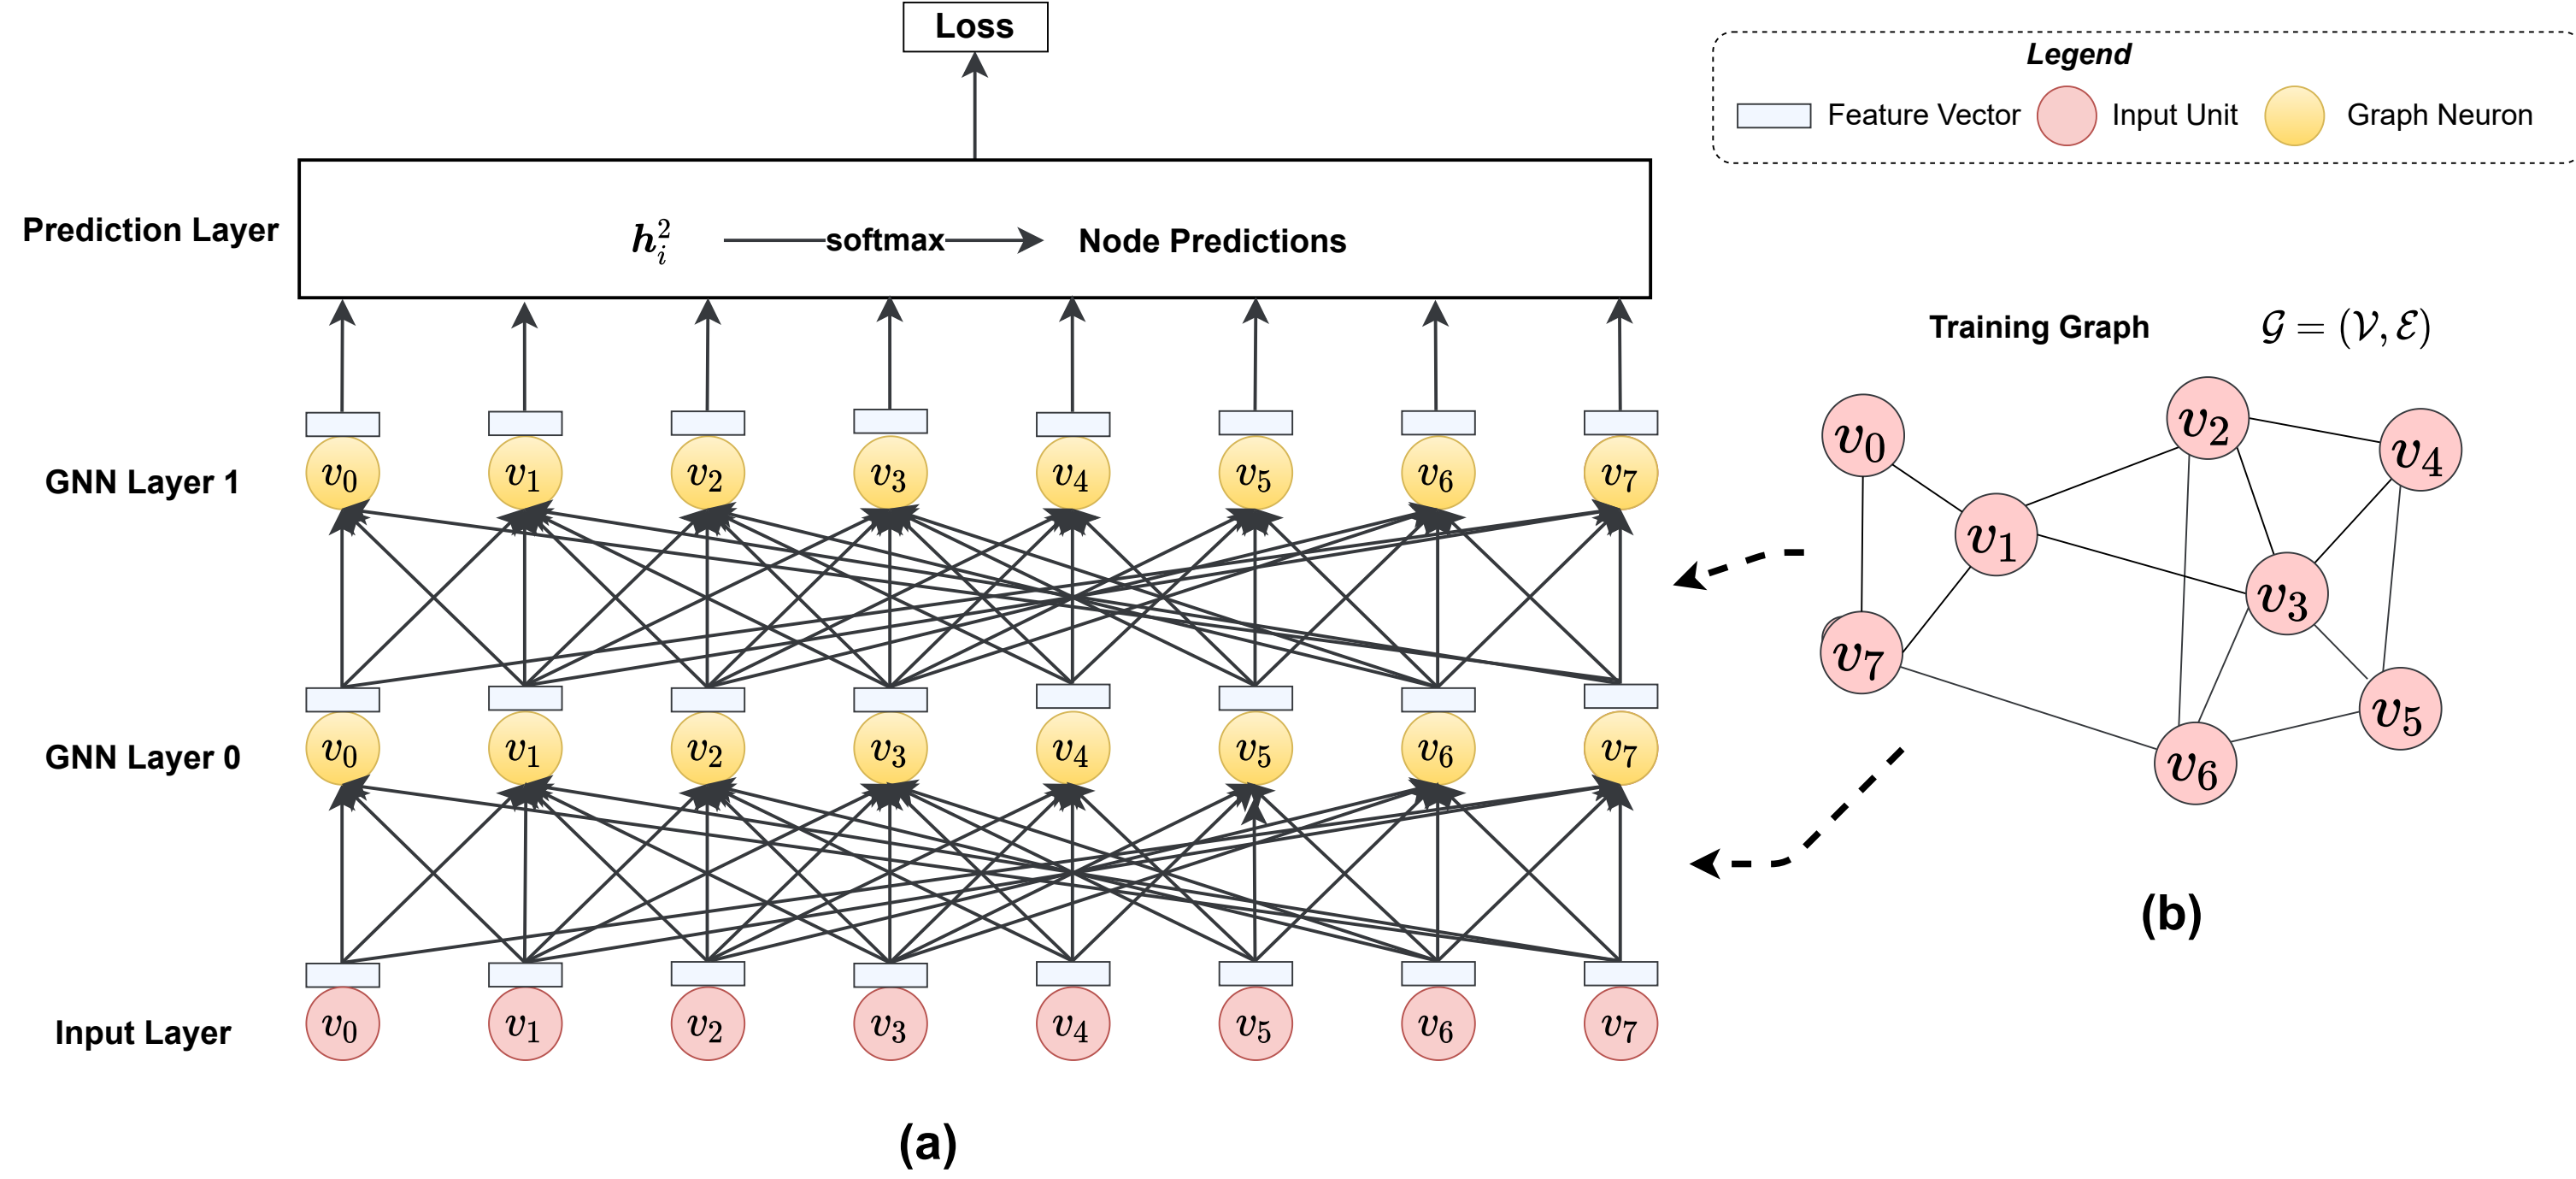 Loss
Legend
Feature Vector Input Unit Graph Neuron
Prediction Layer
h_i^2 softmax Node Predictions
Training Graph 𝒢 = (𝒱, ℰ)
GNN Layer 1
v0 v1 v2 v3 v4 v5 v6 v7
GNN Layer 0
v0 v1 v2 v3 v4 v5 v6 v7
Input Layer
v0 v1 v2 v3 v4 v5 v6 v7
(a)
v0
v2
v4
v1
v3
v7
v5
v6
(b)